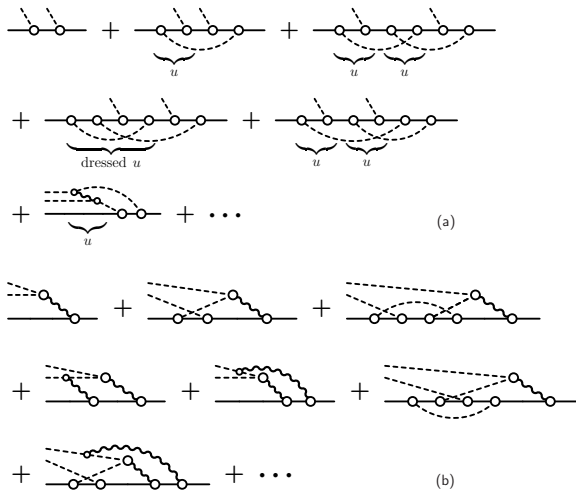 + +
u u u
+ +
dressed u u u
+ + • • •
u (a)
+ +
+ + +
+ + • • • (b)